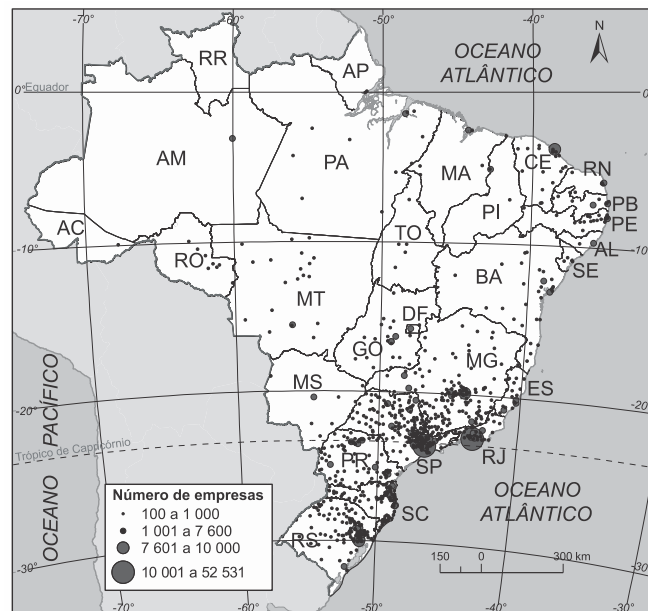 -70°
-60°
-50°
-40°
N
OCEANO
ATLÂNTICO
RR
AP
0°
Equador
0°
AM
PA
MA
CE
RN
PB
PE
PI
AC
TO
AL
-10°
-10°
RO
SE
BA
MT
DF
GO
MG
MS
ES
-20°
-20°
OCEANO PACÍFICO
Trópico de Capricórnio
PR
SP
RJ
OCEANO
ATLÂNTICO
SC
RS
Número de empresas
100 a 1 000
1 001 a 7 600
7 601 a 10 000
10 001 a 52 531
150 0 300 km
-30°
-30°
-70°
-60°
-50°
-40°